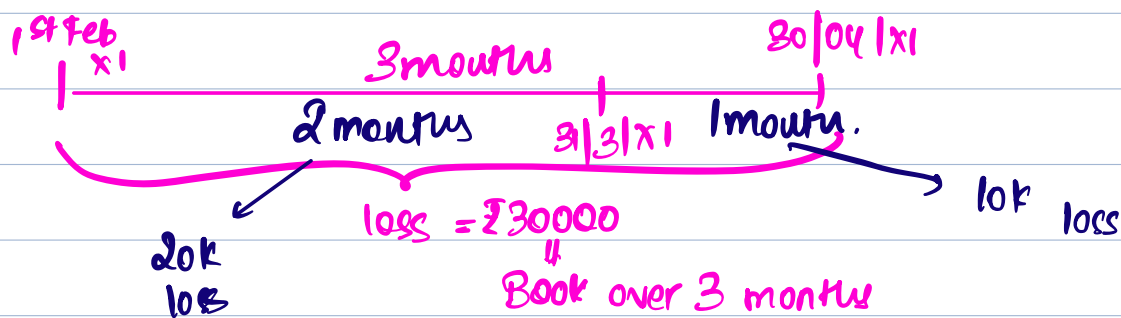 1st Feb x1
30/04/x1
3 months
2 months
31/3/x1
1 month.
loss = ₹30000
10k loss
20k loss
Book over 3 months